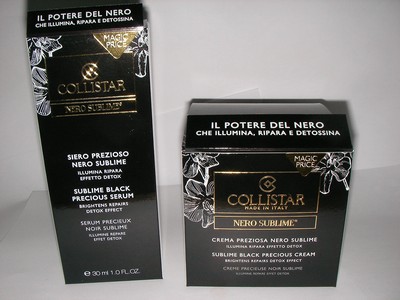 IL POTERE DEL NERO
CHE ILLUMINA, RIPARA E DETOSSINA
MAGIC
PRICE
COLLISTAR
NERO SUBLIME®
SIERO PREZIOSO
NERO SUBLIME
ILLUMINA RIPARA
EFFETTO DETOX
SUBLIME BLACK
PRECIOUS SERUM
BRIGHTENS REPAIRS
DETOX EFFECT
SERUM PRECIEUX
NOIR SUBLIME
ILLUMINE REPARE
EFFET DETOX
e 30 ml 1.0 FL.OZ.
IL POTERE DEL NERO
CHE ILLUMINA, RIPARA E DETOSSINA
MAGIC
PRICE
COLLISTAR
MADE IN ITALY
NERO SUBLIME®
CREMA PREZIOSA NERO SUBLIME
ILLUMINA RIPARA EFFETTO DETOX
SUBLIME BLACK PRECIOUS CREAM
BRIGHTENS REPAIRS DETOX EFFECT
CREME PRECIEUSE NOIR SUBLIME
ILLUMINE REPARE EFFET DETOX